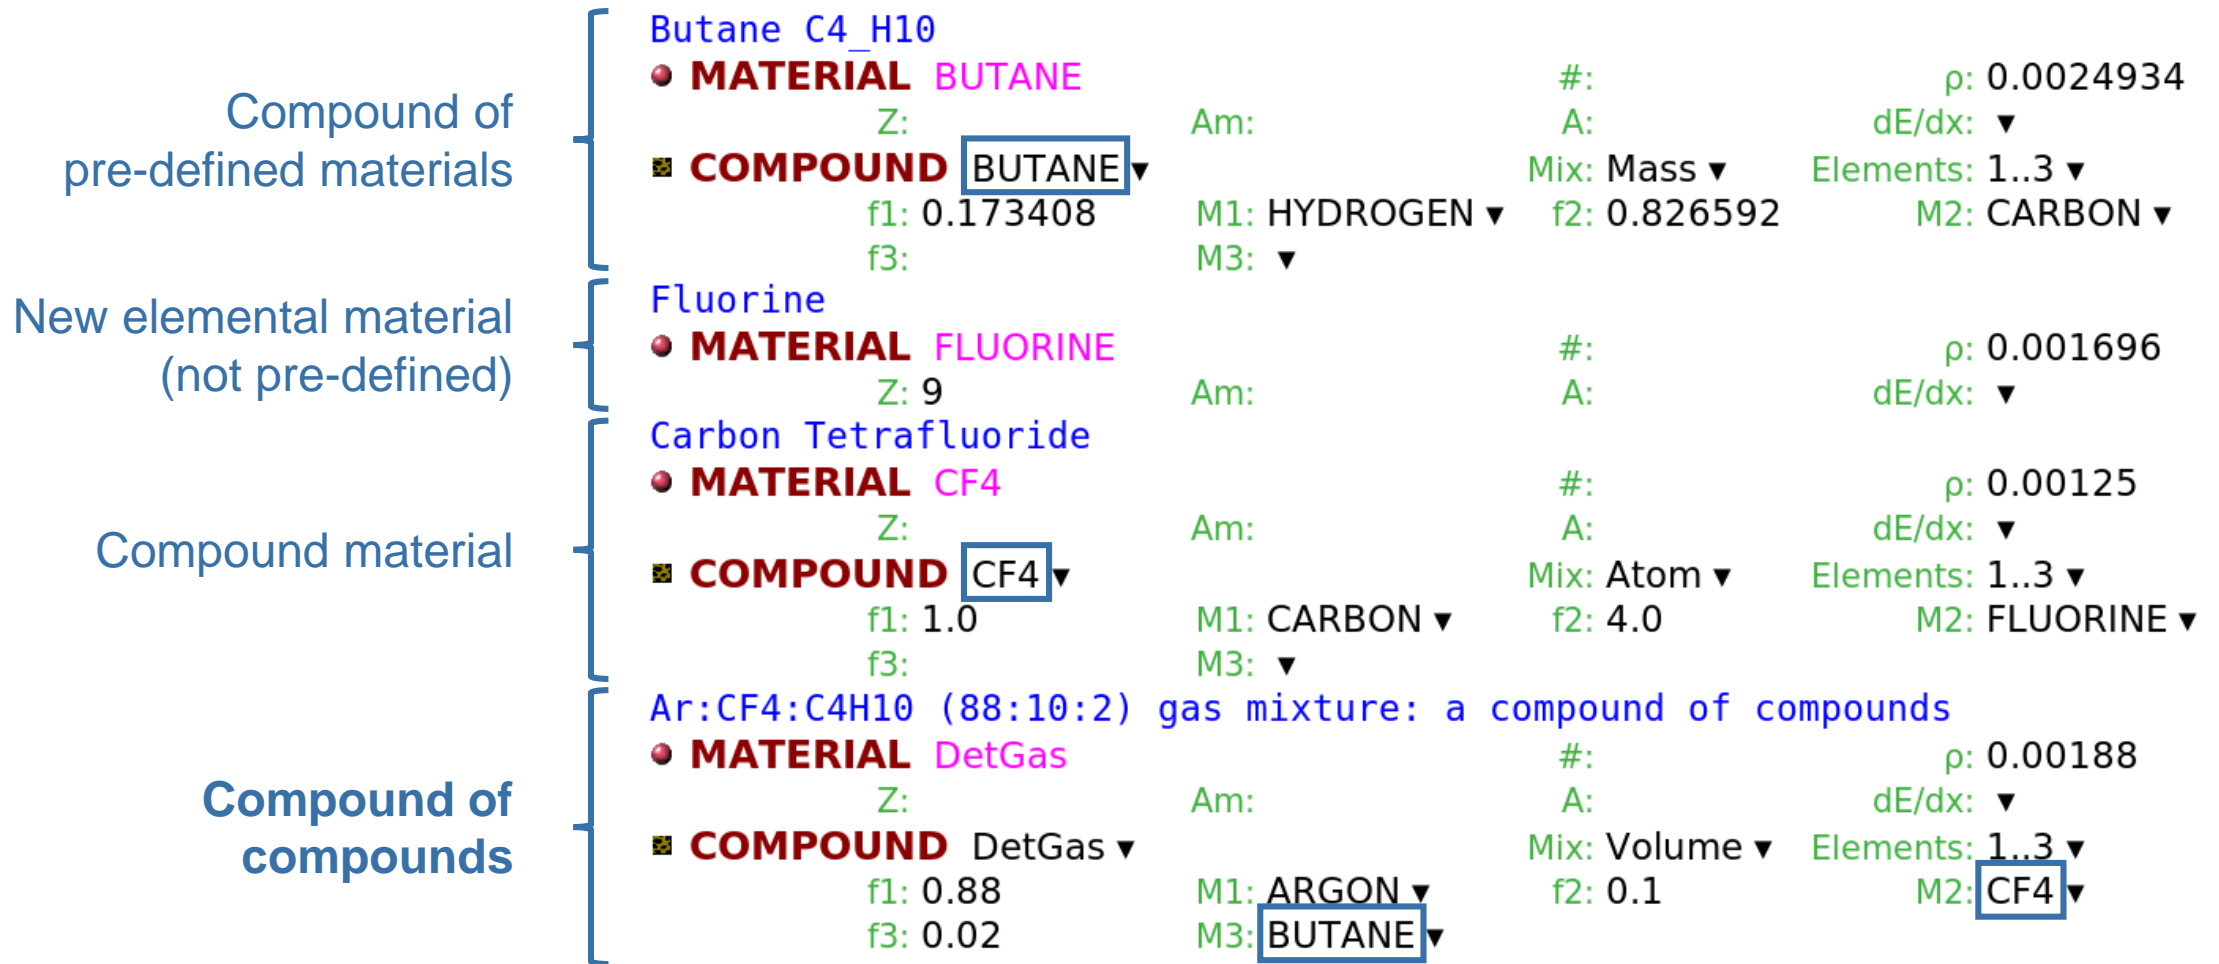 Compound of
pre-defined materials
Butane C4_H10
MATERIAL BUTANE #: ρ: 0.0024934
Z: Am: A: dE/dx: ▼
COMPOUND BUTANE ▼ Mix: Mass ▼ Elements: 1..3 ▼
f1: 0.173408 M1: HYDROGEN ▼ f2: 0.826592 M2: CARBON ▼
f3: M3: ▼
New elemental material
(not pre-defined)
Fluorine
MATERIAL FLUORINE #: ρ: 0.001696
Z: 9 Am: A: dE/dx: ▼
Compound material
Carbon Tetrafluoride
MATERIAL CF4 #: ρ: 0.00125
Z: Am: A: dE/dx: ▼
COMPOUND CF4 ▼ Mix: Atom ▼ Elements: 1..3 ▼
f1: 1.0 M1: CARBON ▼ f2: 4.0 M2: FLUORINE ▼
f3: M3: ▼
Compound of
compounds
Ar:CF4:C4H10 (88:10:2) gas mixture: a compound of compounds
MATERIAL DetGas #: ρ: 0.00188
Z: Am: A: dE/dx: ▼
COMPOUND DetGas ▼ Mix: Volume ▼ Elements: 1..3 ▼
f1: 0.88 M1: ARGON ▼ f2: 0.1 M2: CF4 ▼
f3: 0.02 M3: BUTANE ▼